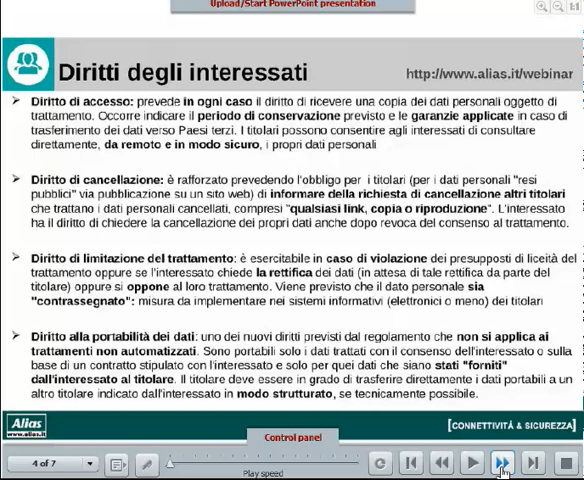 Upload/Start PowerPoint presentation
1:1
Diritti degli interessati
http://www.alias.it/webinar
➢ Diritto di accesso: prevede in ogni caso il diritto di ricevere una copia dei dati personali oggetto di
trattamento. Occorre indicare il periodo di conservazione previsto e le garanzie applicate in caso di
trasferimento dei dati verso Paesi terzi. I titolari possono consentire agli interessati di consultare
direttamente, da remoto e in modo sicuro, i propri dati personali
➢ Diritto di cancellazione: è rafforzato prevedendo l'obbligo per i titolari (per i dati personali "resi
pubblici" via pubblicazione su un sito web) di informare della richiesta di cancellazione altri titolari
che trattano i dati personali cancellati, compresi "qualsiasi link, copia o riproduzione". L'interessato
ha il diritto di chiedere la cancellazione dei propri dati anche dopo revoca del consenso al trattamento.
➢ Diritto di limitazione del trattamento: è esercitabile in caso di violazione dei presupposti di liceità del
trattamento oppure se l'interessato chiede la rettifica dei dati (in attesa di tale rettifica da parte del
titolare) oppure si oppone al loro trattamento. Viene previsto che il dato personale sia
"contrassegnato": misura da implementare nei sistemi informativi (elettronici o meno) dei titolari
➢ Diritto alla portabilità dei dati: uno dei nuovi diritti previsti dal regolamento che non si applica ai
trattamenti non automatizzati. Sono portabili solo i dati trattati con il consenso dell'interessato o sulla
base di un contratto stipulato con l'interessato e solo per quei dati che siano stati "forniti"
dall'interessato al titolare. Il titolare deve essere in grado di trasferire direttamente i dati portabili a un
altro titolare indicato dall'interessato in modo strutturato, se tecnicamente possibile.
Alias
www.alias.it
[CONNETTIVITÀ & SICUREZZA]
Control panel
4 of 7
Play speed